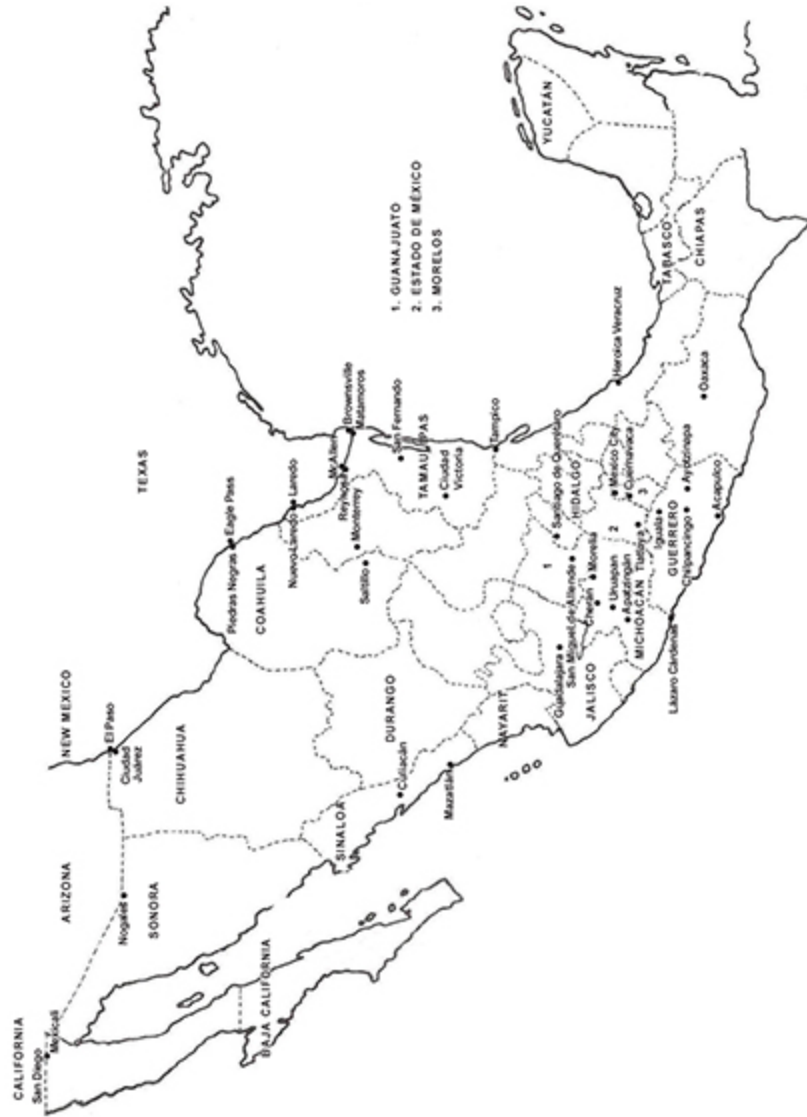 CALIFORNIA
San Diego
Mexicali
ARIZONA
Nogales
SONORA
BAJA CALIFORNIA
NEW MEXICO
El Paso
Ciudad
Juárez
CHIHUAHUA
TEXAS
Eagle Pass
Piedras Negras
COAHUILA
Laredo
Nuevo Laredo
McAllen
Reynosa
Brownsville
Matamoros
Monterrey
Saltillo
San Fernando
TAMAULIPAS
Ciudad
Victoria
SINALOA
Culiacán
DURANGO
Mazatlán
NAYARIT
Tampico
1. GUANAJUATO
2. ESTADO DE MÉXICO
3. MORELOS
Guadalajara
San Miguel de Allende
JALISCO
1
Santiago de Querétaro
HIDALGO
Morelia
Cherán
Uruapan
Apatzingán
MICHOACÁN
Tlatlaya
2
Mexico City
Cuernavaca
3
Lázaro Cárdenas
Iguala
GUERRERO
Chilpancingo
Ayotzinapa
Acapulco
Heroica Veracruz
Oaxaca
TABASCO
CHIAPAS
YUCATÁN